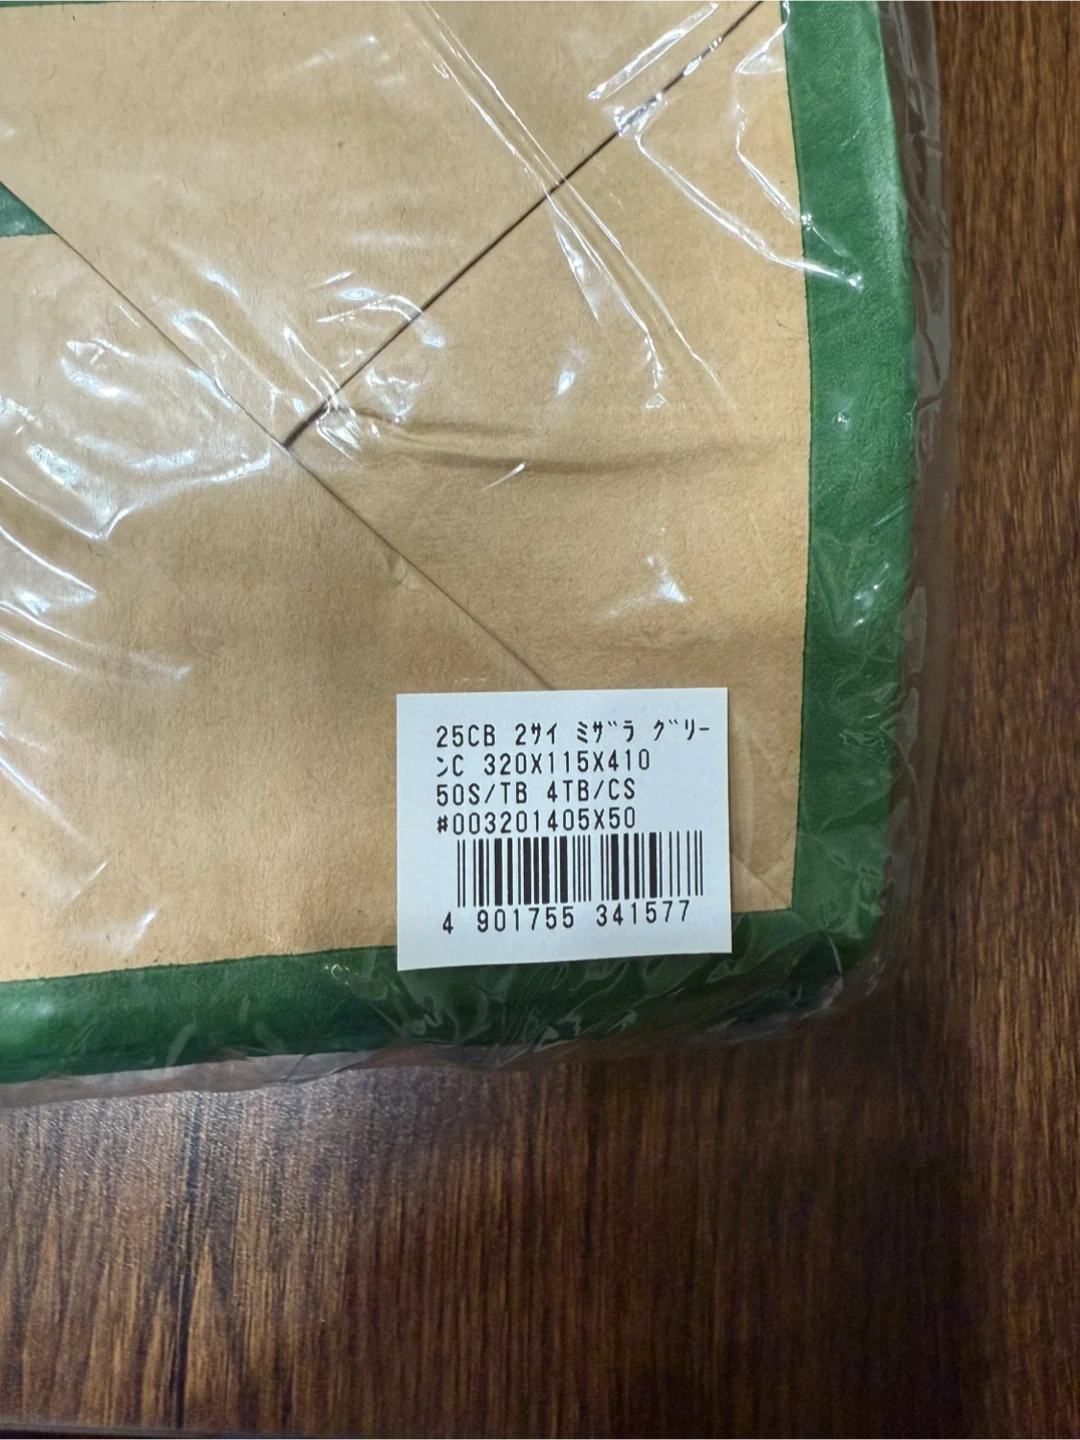 25CB 2ｻｲ ﾐｻﾞﾗ ｸﾞﾘｰ
ﾝC 320X115X410
50S/TB 4TB/CS
#003201405X50
4 901755 341577